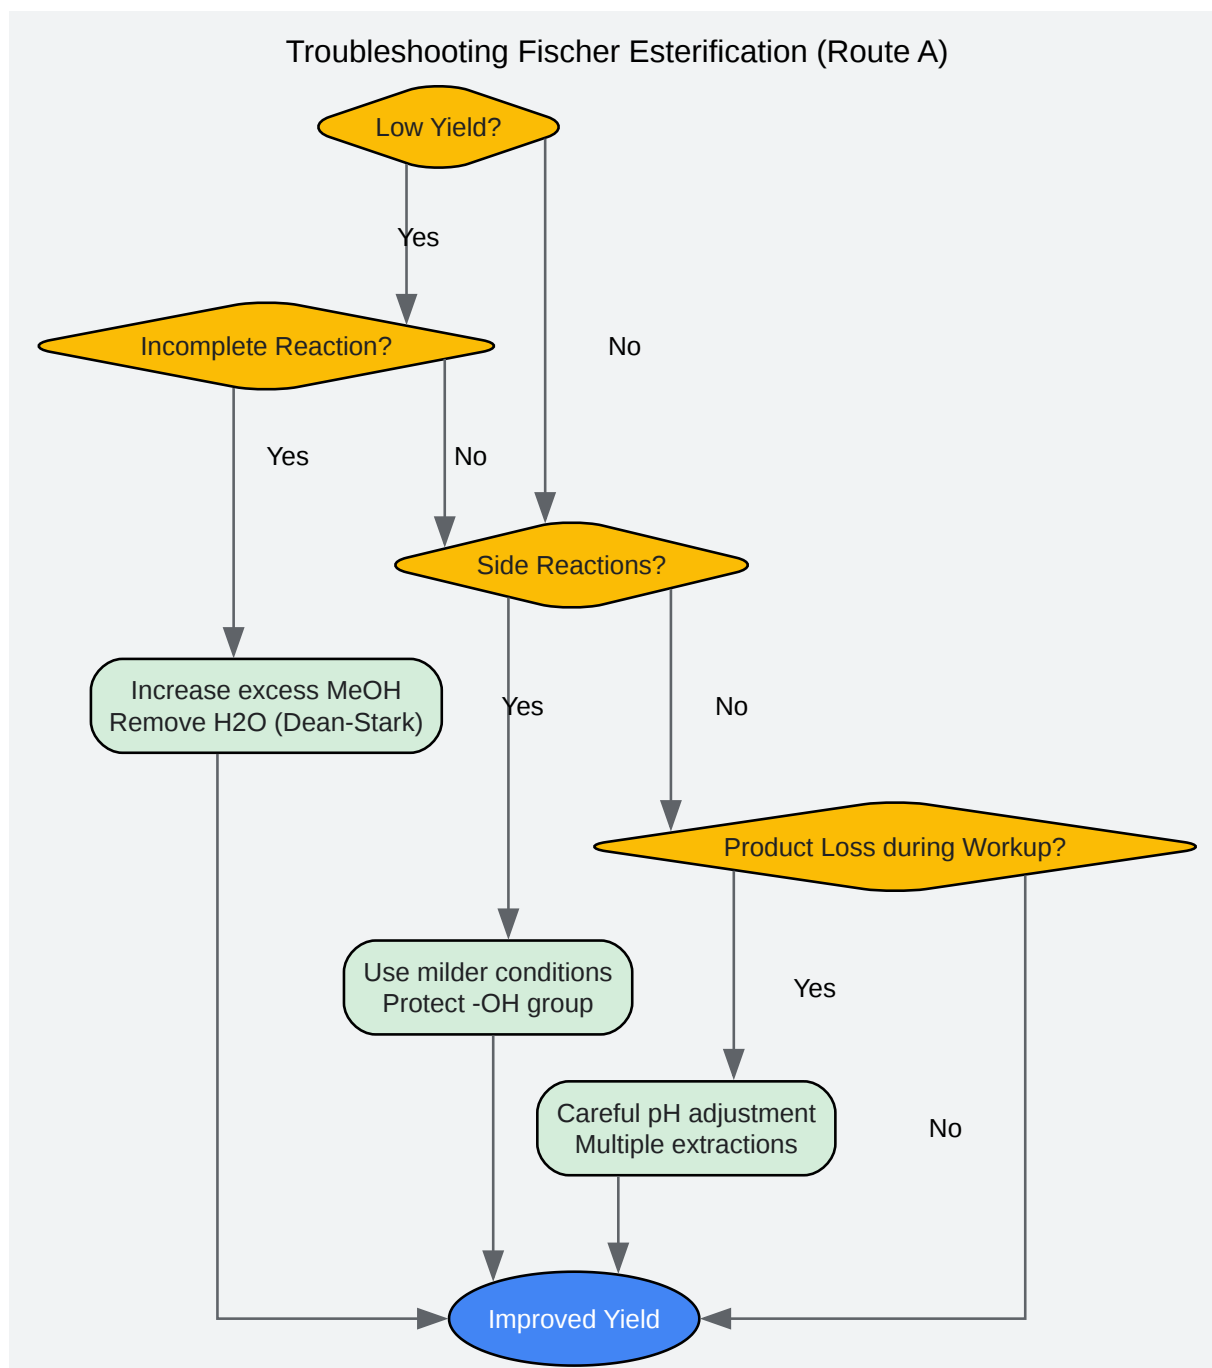 Troubleshooting Fischer Esterification (Route A)
Low Yield?
Yes
Incomplete Reaction?
No
Yes
No
Side Reactions?
Increase excess MeOH
Remove H2O (Dean-Stark)
Yes
No
Product Loss during Workup?
Use milder conditions
Protect -OH group
Yes
Careful pH adjustment
Multiple extractions
No
Improved Yield